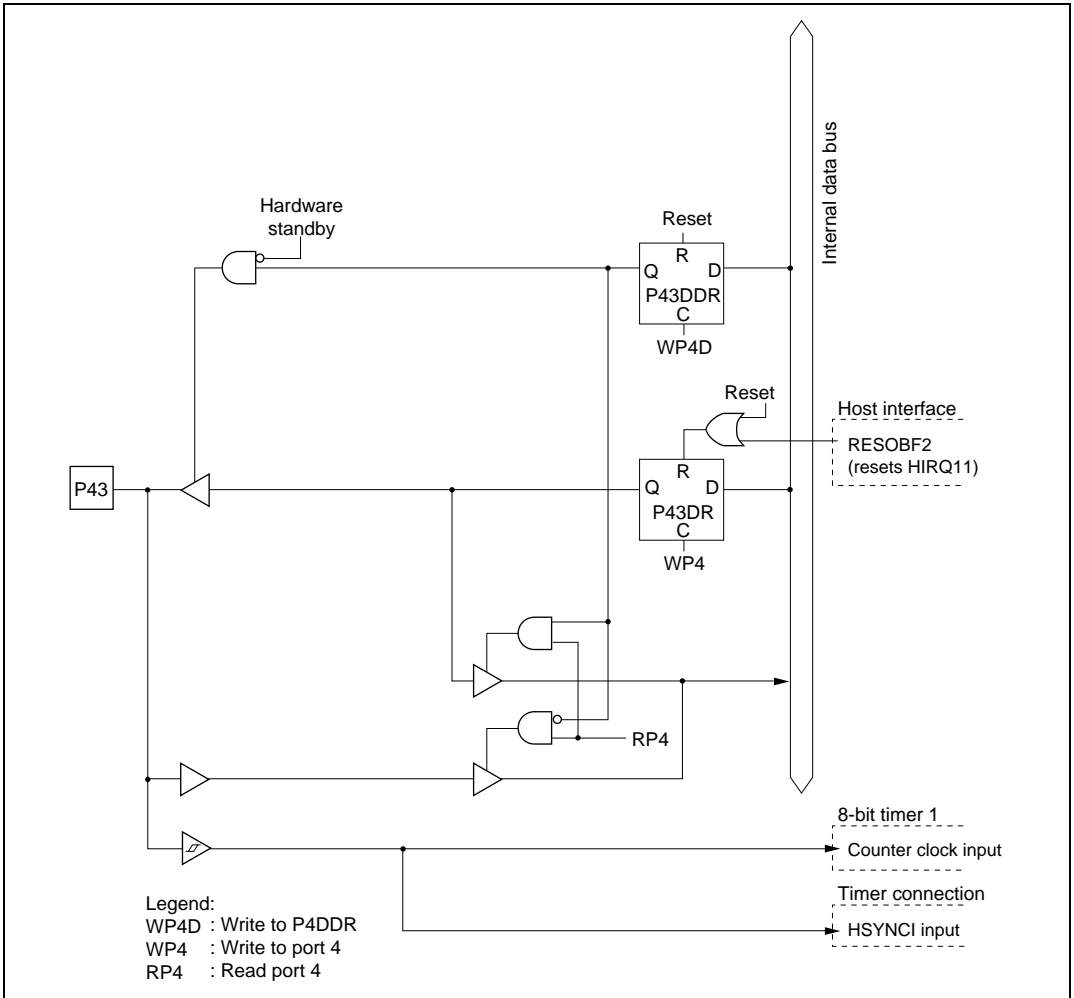 Internal data bus
Hardware
standby
Reset
R
Q
D
P43DDR
C
WP4D
Reset
Host interface
RESOBF2
(resets HIRQ11)
R
P43
Q
D
P43DR
C
WP4
RP4
8-bit timer 1
Counter clock input
Timer connection
HSYNCI input
Legend:
WP4D : Write to P4DDR
WP4 : Write to port 4
RP4 : Read port 4